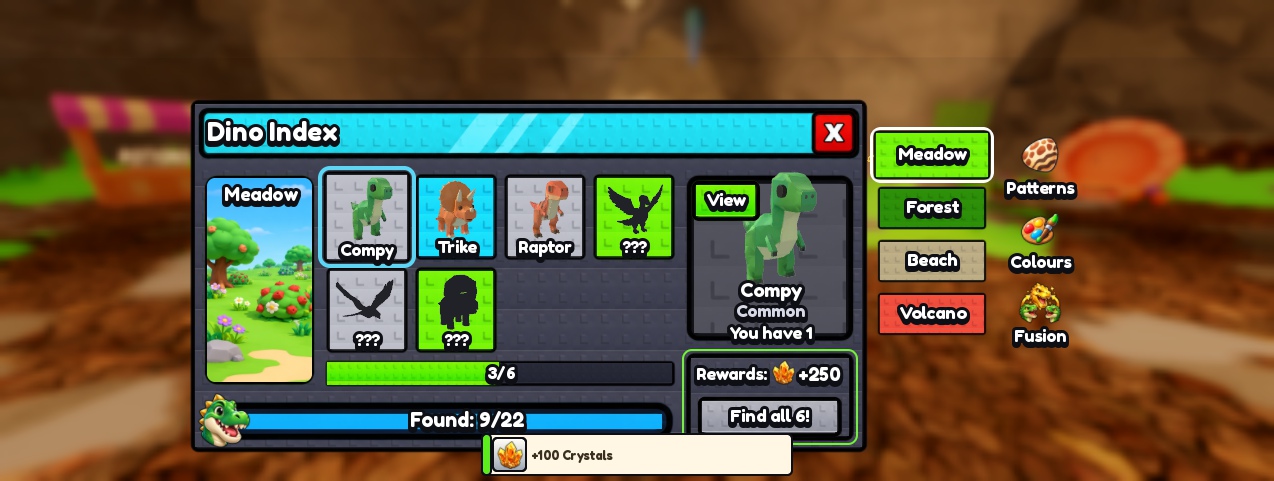 Dino Index
X
Meadow
Compy
Trike
Raptor
???
???
???
3/6
Found: 9/22
View
Compy
Common
You have 1
Rewards: +250
Find all 6!
+100 Crystals
Meadow
Forest
Beach
Volcano
Patterns
Colours
Fusion